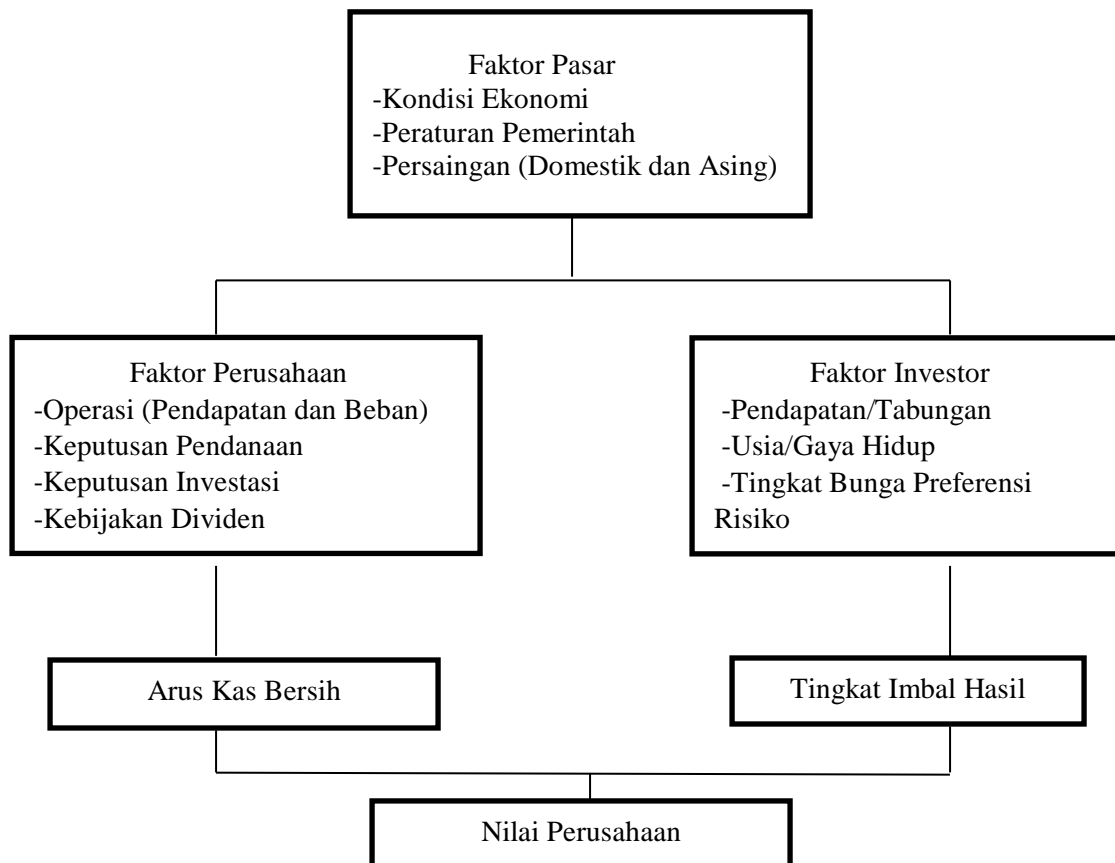 Faktor Pasar
-Kondisi Ekonomi
-Peraturan Pemerintah
-Persaingan (Domestik dan Asing)
Faktor Perusahaan
-Operasi (Pendapatan dan Beban)
-Keputusan Pendanaan
-Keputusan Investasi
-Kebijakan Dividen
Faktor Investor
-Pendapatan/Tabungan
-Usia/Gaya Hidup
-Tingkat Bunga Preferensi
Risiko
Arus Kas Bersih
Tingkat Imbal Hasil
Nilai Perusahaan